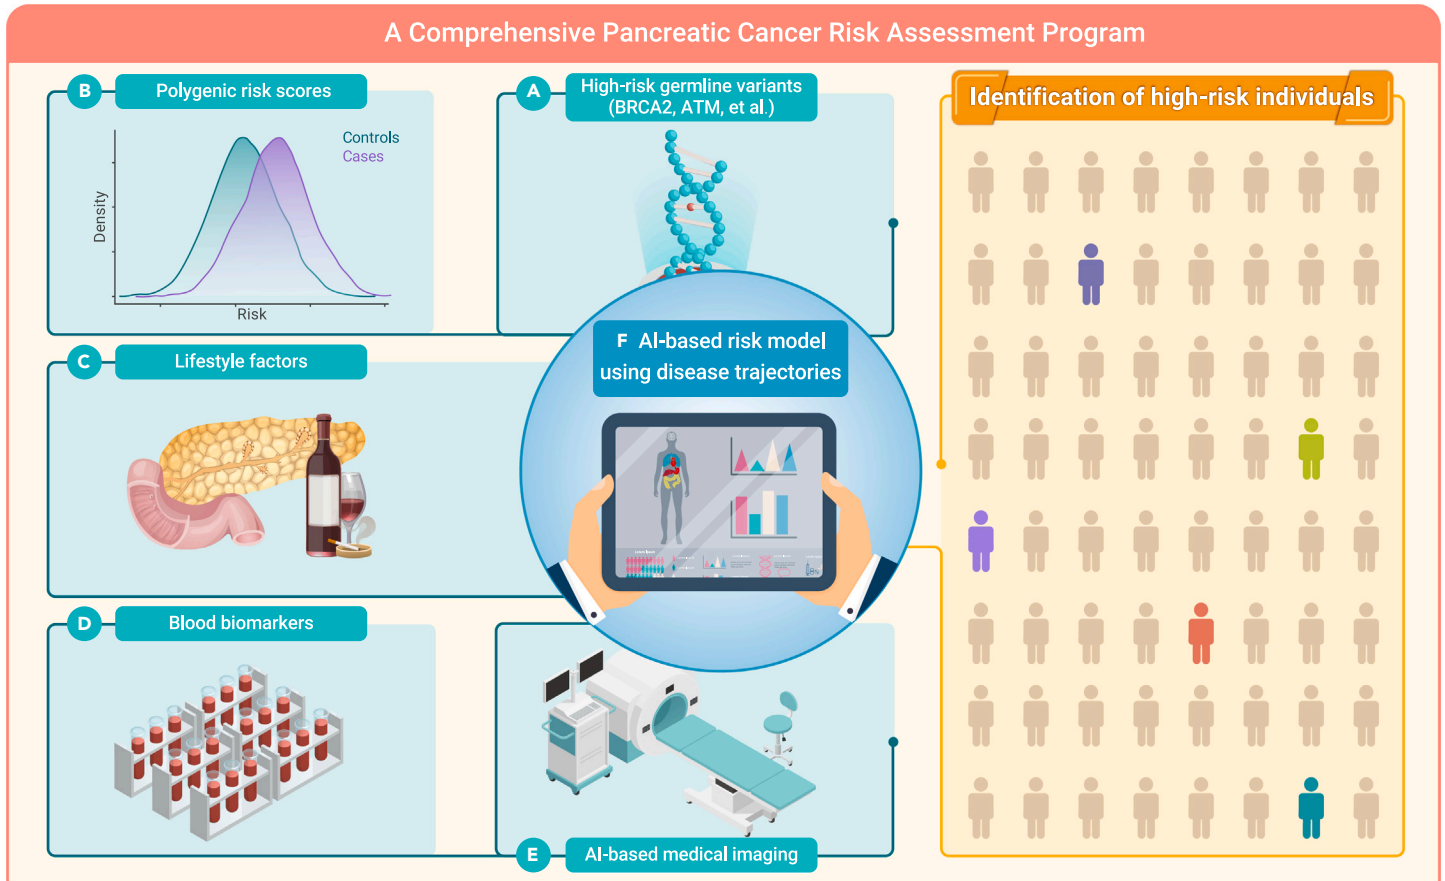 A Comprehensive Pancreatic Cancer Risk Assessment Program
B
Polygenic risk scores
Controls
Cases
Density
Risk
A
High-risk germline variants
(BRCA2, ATM, et al.)
Identification of high-risk individuals
C
Lifestyle factors
F AI-based risk model
using disease trajectories
D
Blood biomarkers
E
AI-based medical imaging